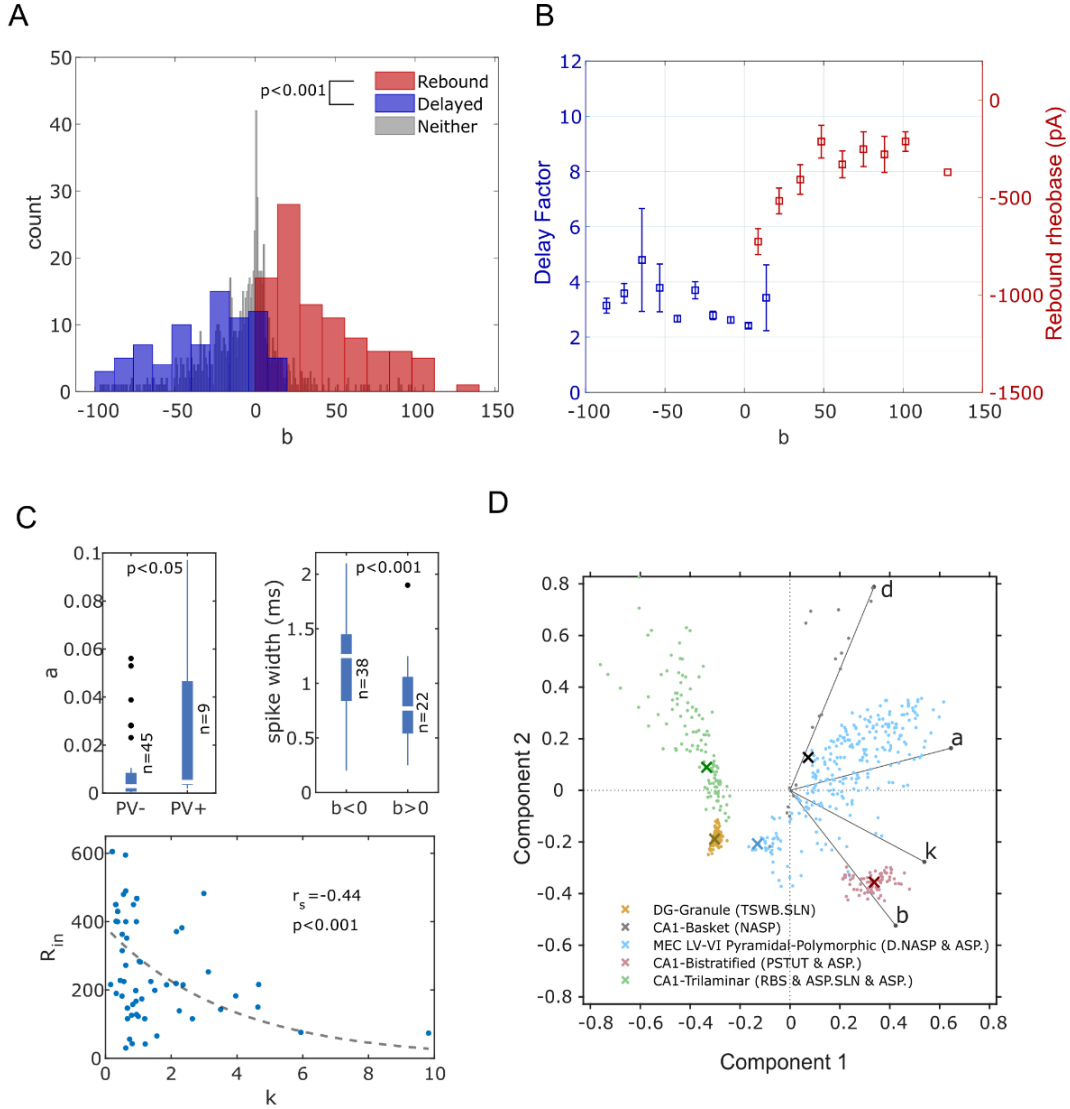 A
50
40
30
20
10
0
count
-100
-50
0
50
100
150
b
p<0.001
Rebound
Delayed
Neither
B
12
10
8
6
4
2
0
Delay Factor
-100
-50
0
50
100
150
b
0
-500
-1000
-1500
Rebound rheobase (pA)
C
0.1
0.08
0.06
0.04
0.02
0
a
p<0.05
n=45
n=9
PV-
PV+
2
1.5
1
0.5
0
spike width (ms)
p<0.001
n=38
n=22
b<0
b>0
600
400
200
0
R_in
r_s=-0.44
p<0.001
0
2
4
6
8
10
k
D
0.8
0.6
0.4
0.2
0
-0.2
-0.4
-0.6
-0.8
Component 2
d
a
k
b
DG-Granule (TSWB.SLN)
CA1-Basket (NASP)
MEC LV-VI Pyramidal-Polymorphic (D.NASP & ASP.)
CA1-Bistratified (PSTUT & ASP.)
CA1-Trilaminar (RBS & ASP.SLN & ASP.)
-0.8
-0.6
-0.4
-0.2
0
0.2
0.4
0.6
0.8
Component 1